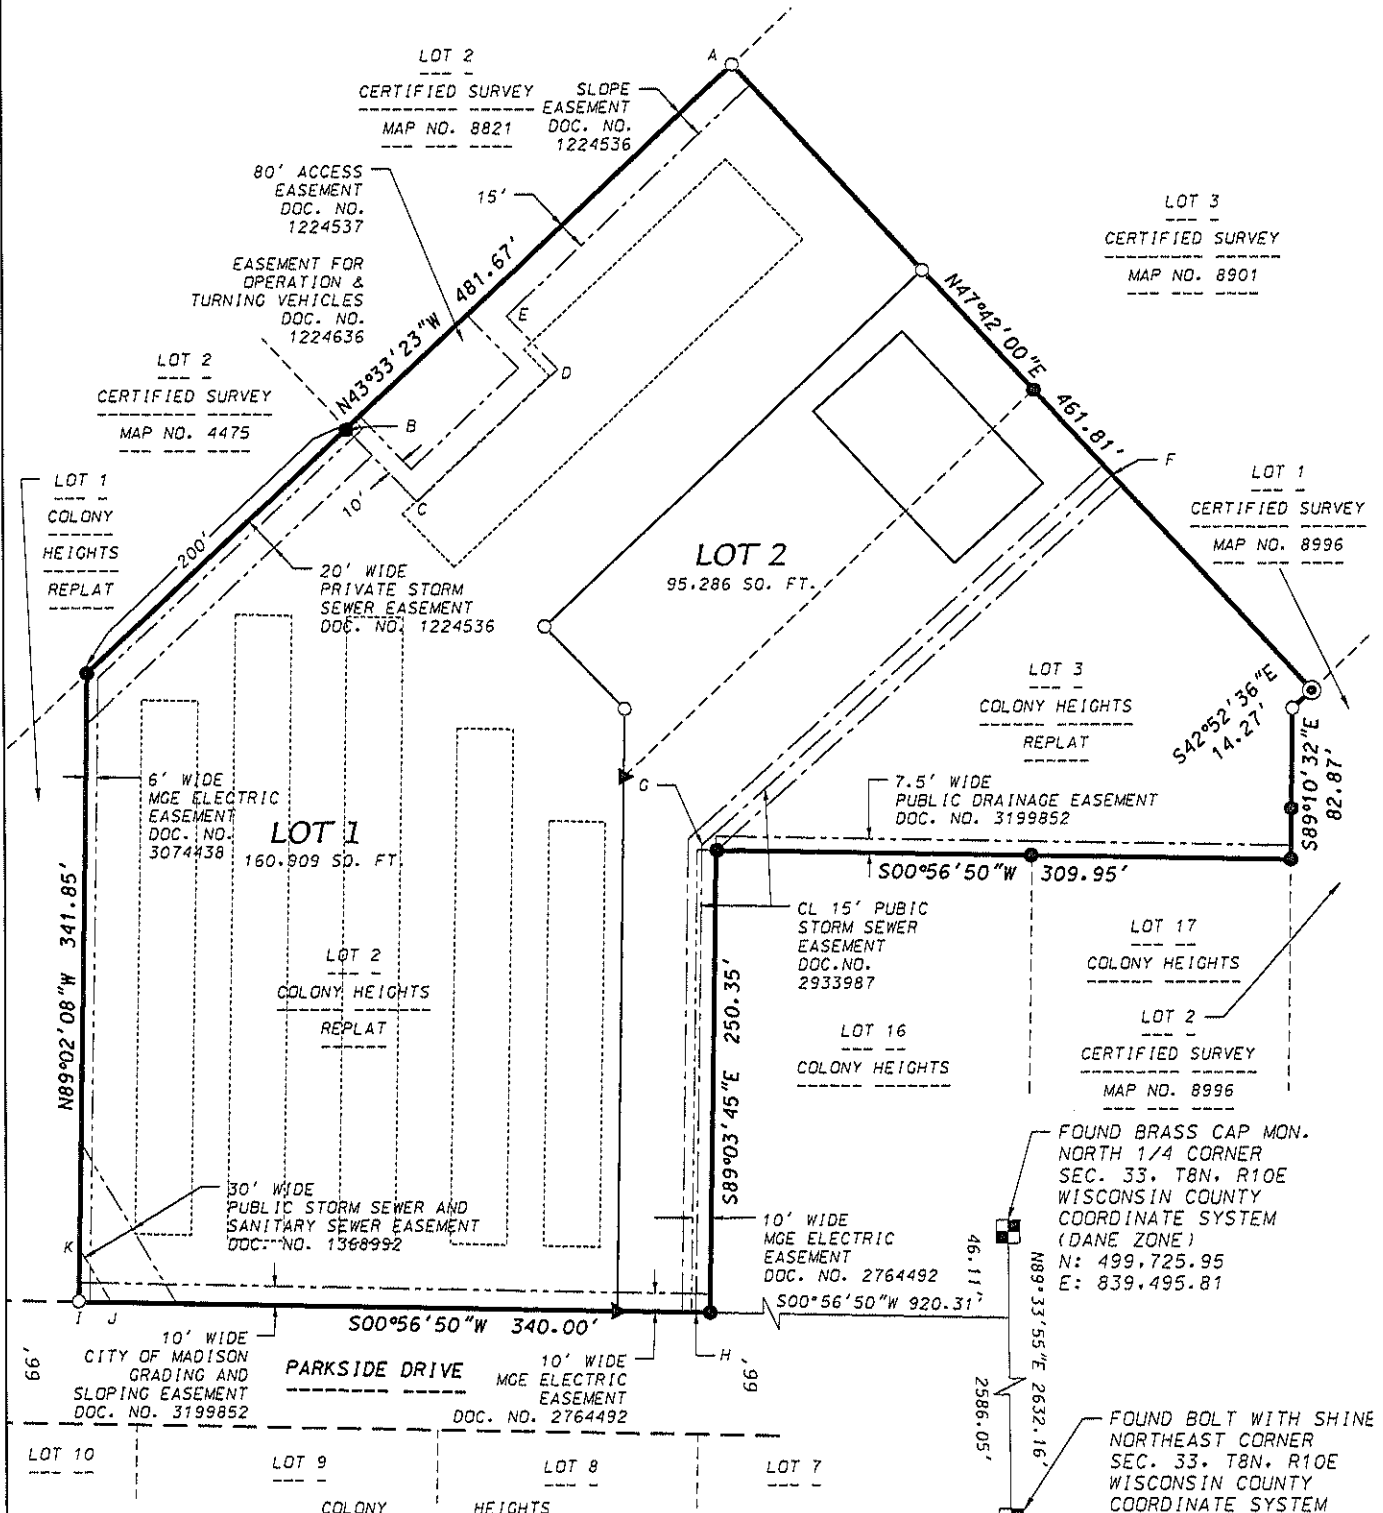 A
LOT 2
CERTIFIED SURVEY
MAP NO. 8821
SLOPE
EASEMENT
DOC. NO.
1224536
80' ACCESS
EASEMENT
DOC. NO.
1224537
15'
LOT 3
CERTIFIED SURVEY
MAP NO. 8901
EASEMENT FOR
OPERATION &
TURNING VEHICLES
DOC. NO.
1224636
N43°33'23"W 481.67'
E
D
N47°42'00"E
461.81'
LOT 2
CERTIFIED SURVEY
MAP NO. 4475
B
F
LOT 1
COLONY
HEIGHTS
REPLAT
10'
C
LOT 1
CERTIFIED SURVEY
MAP NO. 8996
200'
LOT 2
95.286 SQ. FT.
20' WIDE
PRIVATE STORM
SEWER EASEMENT
DOC. NO. 1224536
LOT 3
COLONY HEIGHTS
REPLAT
S42°52'36"E
14.27'
S89°10'32"E
82.87'
6' WIDE
MGE ELECTRIC
EASEMENT
DOC. NO.
3074438
G
7.5' WIDE
PUBLIC DRAINAGE EASEMENT
DOC. NO. 3199852
LOT 1
160.909 SQ. FT.
S00°56'50"W 309.95'
N89°02'08"W 341.85'
CL 15' PUBIC
STORM SEWER
EASEMENT
DOC.NO.
2933987
LOT 17
COLONY HEIGHTS
LOT 2
COLONY HEIGHTS
REPLAT
S89°03'45"E 250.35'
LOT 16
COLONY HEIGHTS
LOT 2
CERTIFIED SURVEY
MAP NO. 8996
FOUND BRASS CAP MON.
NORTH 1/4 CORNER
SEC. 33. T8N. R10E
WISCONSIN COUNTY
COORDINATE SYSTEM
(DANE ZONE)
N: 499.725.95
E: 839.495.81
30' WIDE
PUBLIC STORM SEWER AND
SANITARY SEWER EASEMENT
DOC. NO. 1368992
K
10' WIDE
MGE ELECTRIC
EASEMENT
DOC. NO. 2764492
46.11'
S00°56'50"W 920.31'
N89°33'55"E 2632.16'
2586.05'
I
J
S00°56'50"W 340.00'
H
66'
10' WIDE
CITY OF MADISON
GRADING AND
SLOPING EASEMENT
DOC. NO. 3199852
PARKSIDE DRIVE
10' WIDE
MGE ELECTRIC
EASEMENT
DOC. NO. 2764492
66'
FOUND BOLT WITH SHINE
NORTHEAST CORNER
SEC. 33. T8N. R10E
WISCONSIN COUNTY
COORDINATE SYSTEM
LOT 10
LOT 9
LOT 8
LOT 7
COLONY HEIGHTS